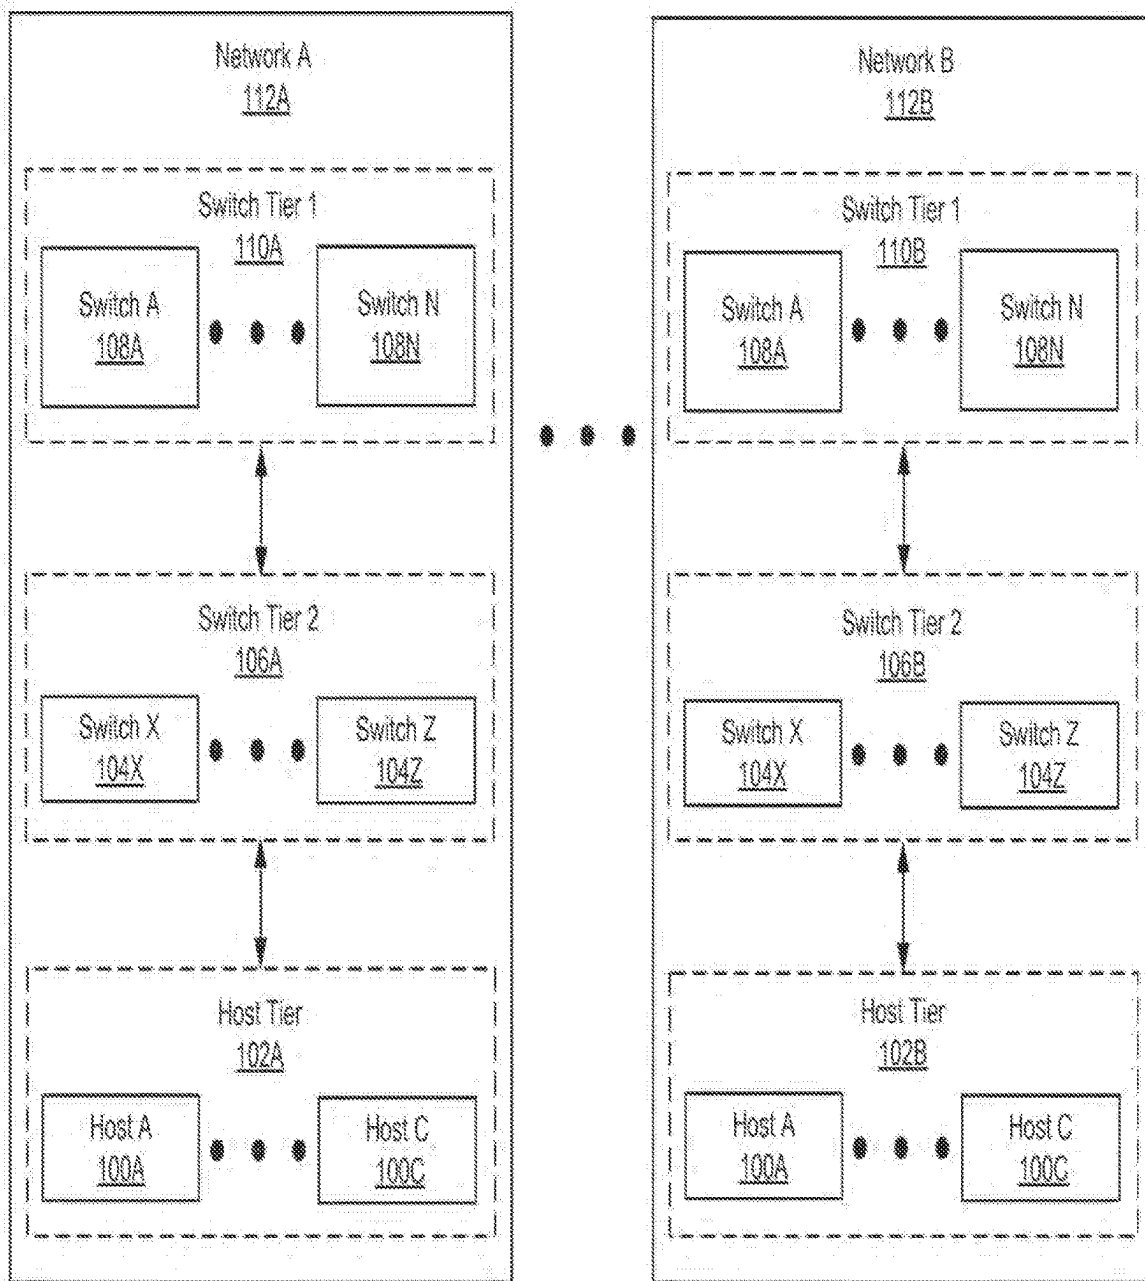 Network A
112A
Switch Tier 1
110A
Switch A
108A
Switch N
108N
Switch Tier 2
106A
Switch X
104X
Switch Z
104Z
Host Tier
102A
Host A
100A
Host C
100C
Network B
112B
Switch Tier 1
110B
Switch A
108A
Switch N
108N
Switch Tier 2
106B
Switch X
104X
Switch Z
104Z
Host Tier
102B
Host A
100A
Host C
100C